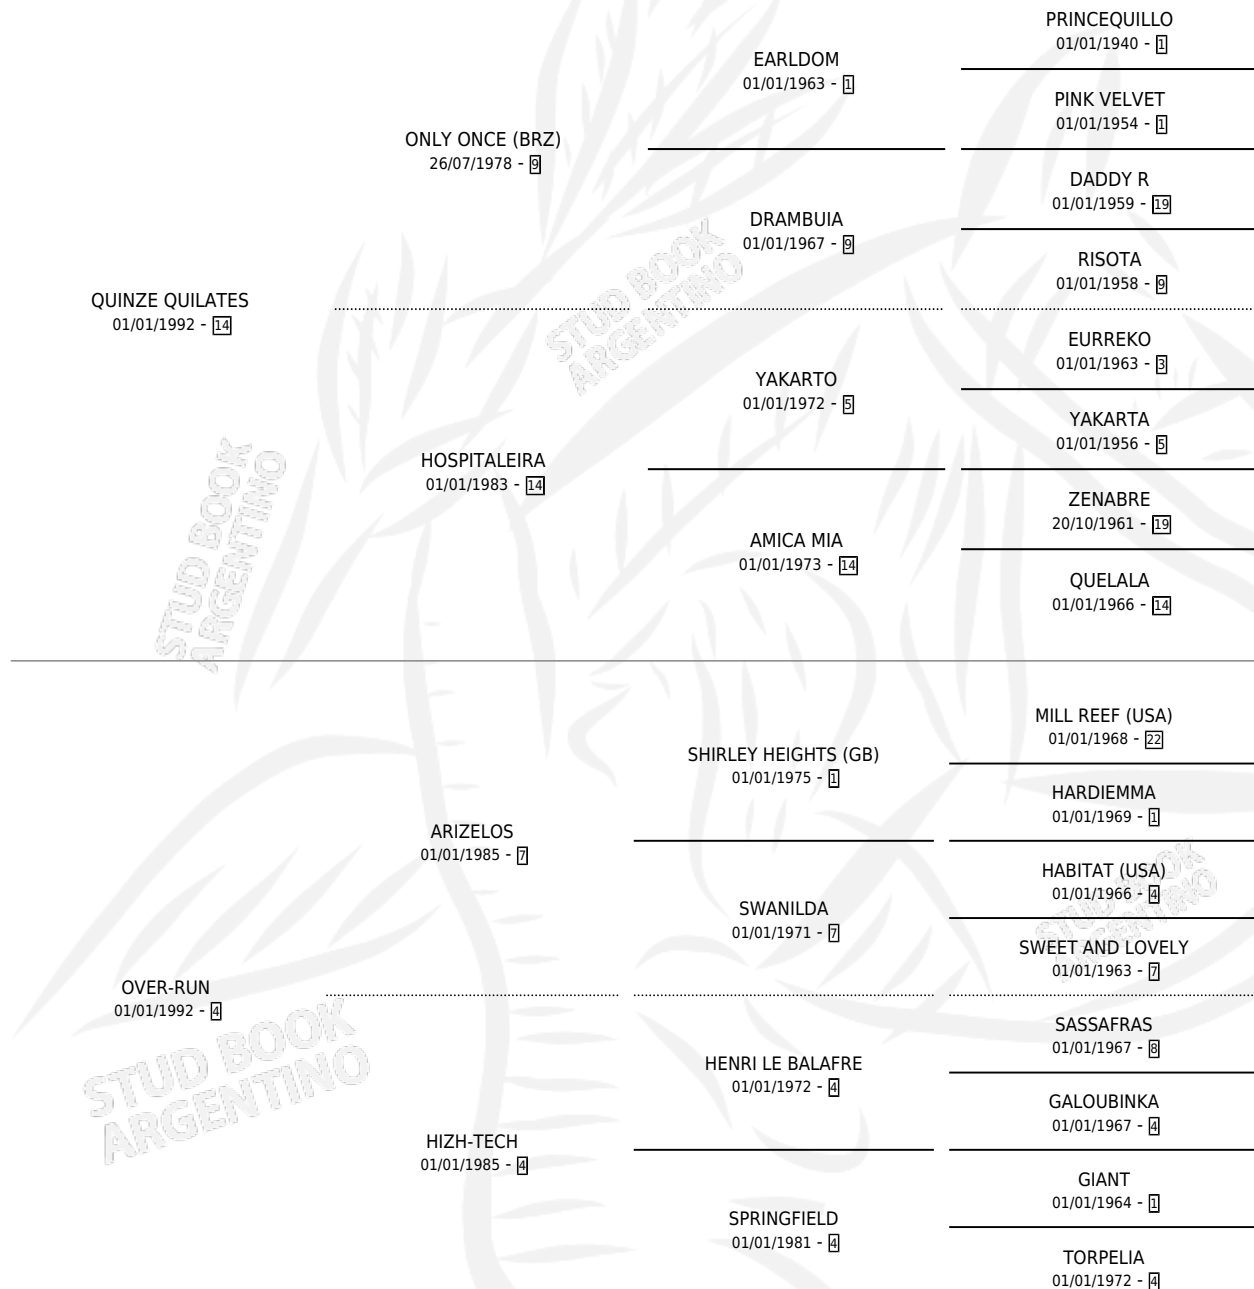 QUINZE QUILATES
01/01/1992 - 14
ONLY ONCE (BRZ)
26/07/1978 - 9
HOSPITALEIRA
01/01/1983 - 14
EARLDOM
01/01/1963 - 1
DRAMBUIA
01/01/1967 - 9
YAKARTO
01/01/1972 - 5
AMICA MIA
01/01/1973 - 14
PRINCEQUILLO
01/01/1940 - 1
PINK VELVET
01/01/1954 - 1
DADDY R
01/01/1959 - 19
RISOTA
01/01/1958 - 9
EURREKO
01/01/1963 - 3
YAKARTA
01/01/1956 - 5
ZENABRE
20/10/1961 - 19
QUELALA
01/01/1966 - 14
STUD BOOK
ARGENTINO
STUD BOOK
ARGENTINO
OVER-RUN
01/01/1992 - 4
ARIZELOS
01/01/1985 - 7
HIZH-TECH
01/01/1985 - 4
SHIRLEY HEIGHTS (GB)
01/01/1975 - 1
SWANILDA
01/01/1971 - 7
HENRI LE BALAFRE
01/01/1972 - 4
SPRINGFIELD
01/01/1981 - 4
MILL REEF (USA)
01/01/1968 - 22
HARDIEMMA
01/01/1969 - 1
HABITAT (USA)
01/01/1966 - 4
SWEET AND LOVELY
01/01/1963 - 7
SASSAFRAS
01/01/1967 - 8
GALOUBINKA
01/01/1967 - 4
GIANT
01/01/1964 - 1
TORPELIA
01/01/1972 - 4
STUD BOOK
ARGENTINO
STUD BOOK
ARGENTINO